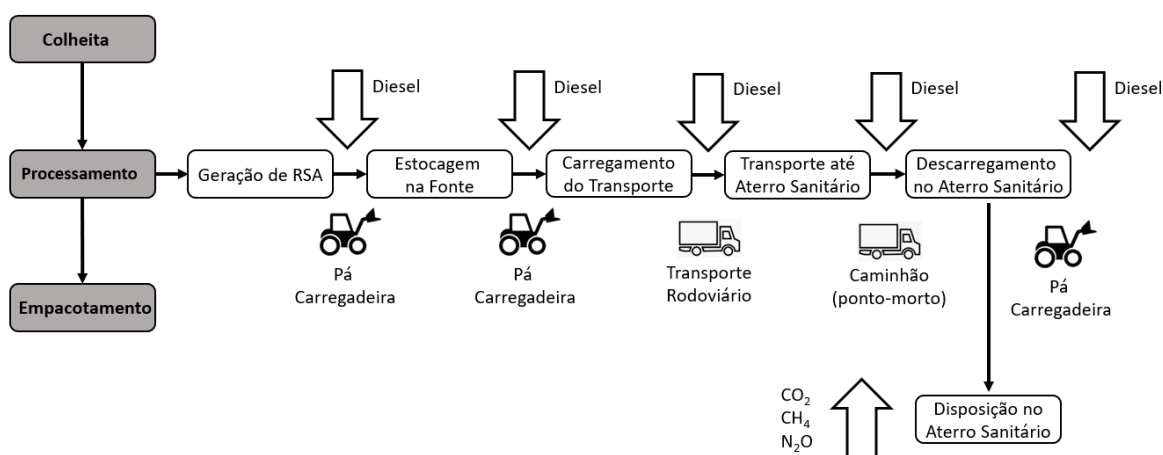 Colheita
Diesel
Diesel
Diesel
Diesel
Diesel
Processamento
Geração de RSA
Estocagem
na Fonte
Carregamento
do Transporte
Transporte até
Aterro Sanitário
Descarregamento
no Aterro Sanitário
Pá
Carregadeira
Pá
Carregadeira
Transporte
Rodoviário
Caminhão
(ponto-morto)
Pá
Carregadeira
Empacotamento
CO₂
CH₄
N₂O
Disposição no
Aterro Sanitário